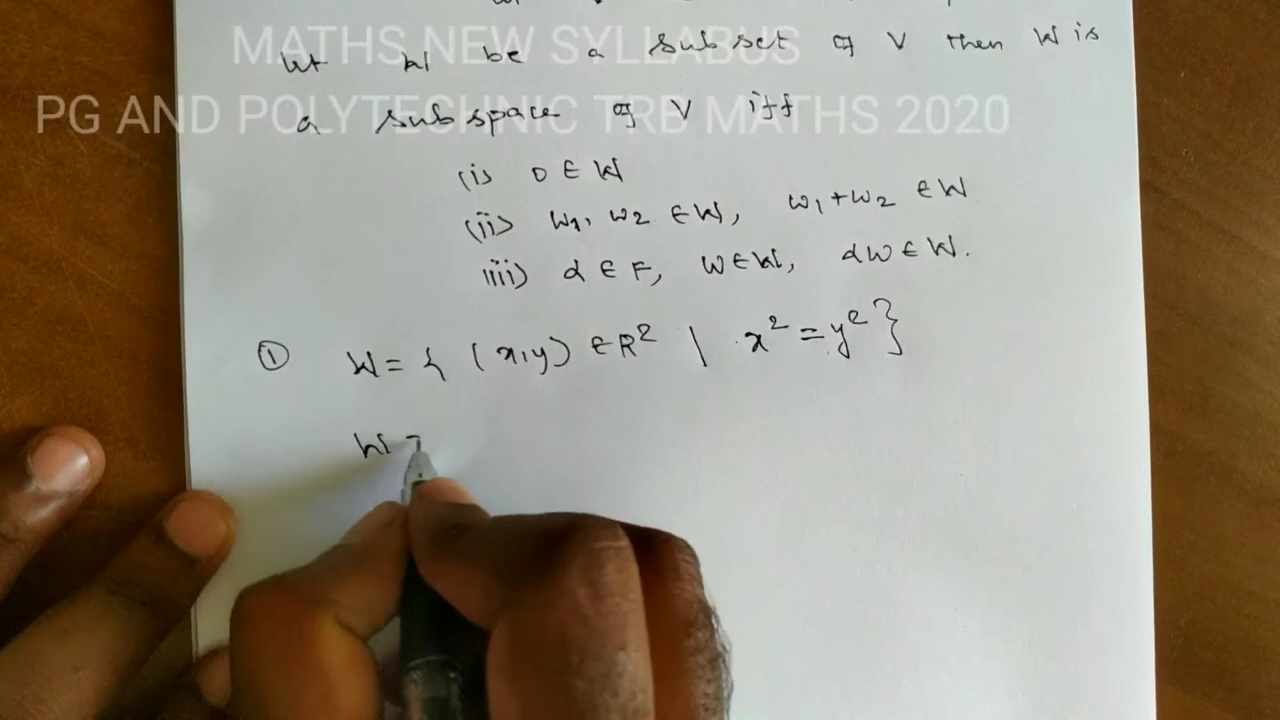 MATHS NEW SYLLABUS
PG AND POLYTECHNIC TRB MATHS 2020
let W be a subset of V then W is
a subspace of V iff
(i) 0 ∈ W
(ii) w1, w2 ∈ W, w1+w2 ∈ W
iii) α ∈ F, w ∈ W, αw ∈ W.
① W = { (x,y) ∈ R² | x² = y² }
W